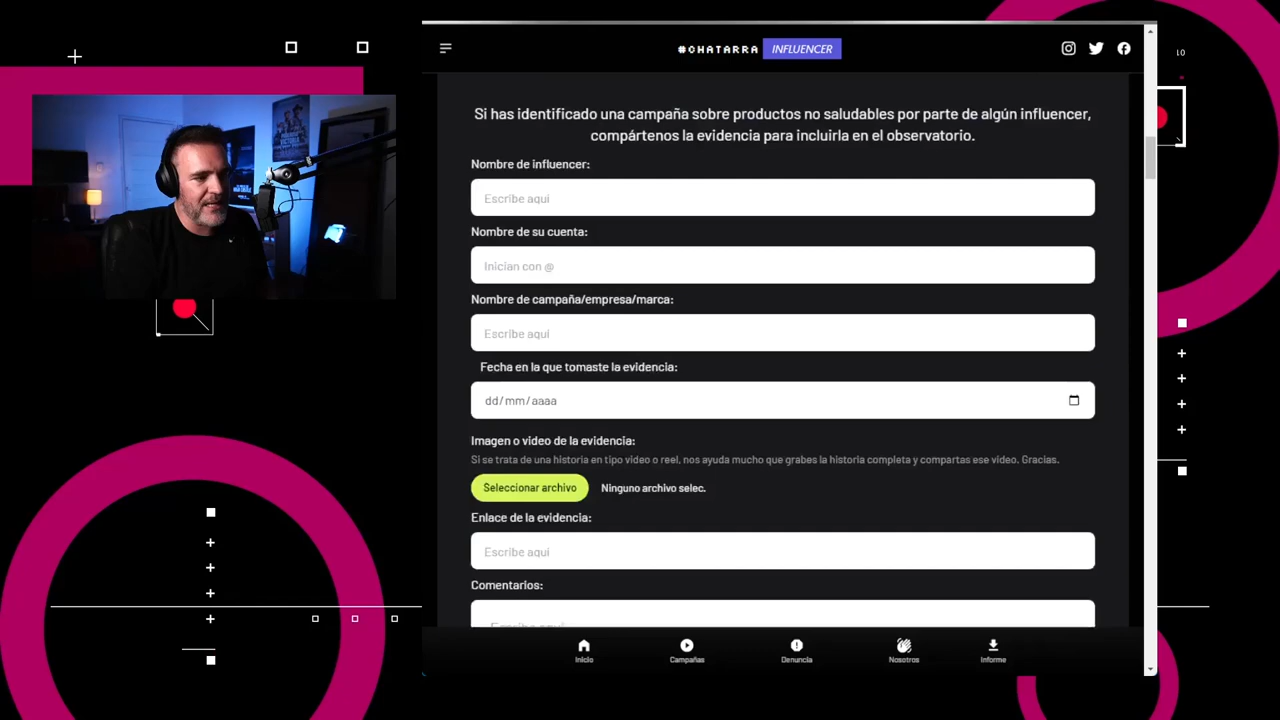 #CHATARRA INFLUENCER
Si has identificado una campaña sobre productos no saludables por parte de algún influencer,
compártenos la evidencia para incluirla en el observatorio.
Nombre de influencer:
Escribe aquí
Nombre de su cuenta:
Inician con @
Nombre de campaña/empresa/marca:
Escribe aquí
Fecha en la que tomaste la evidencia:
dd/mm/aaaa
Imagen o video de la evidencia:
Si se trata de una historia en tipo video o reel, nos ayuda mucho que grabes la historia completa y compartas ese video. Gracias.
Seleccionar archivo Ninguno archivo selec.
Enlace de la evidencia:
Escribe aquí
Comentarios:
Escribe aquí
Inicio Campañas Denuncia Nosotros Informe